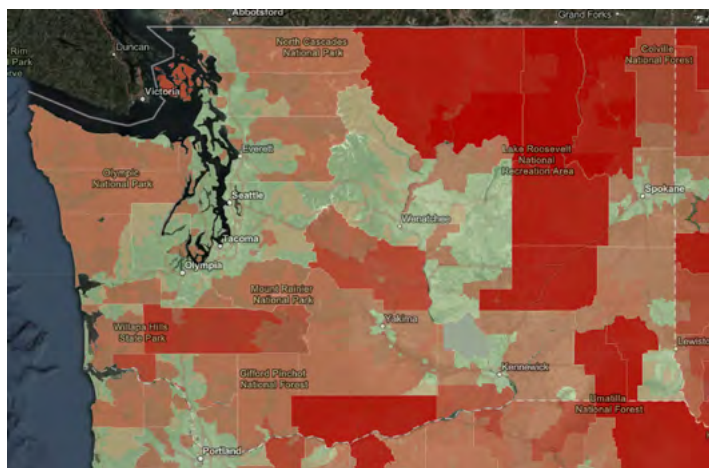 Abbotsford
Grand Forks
Rim
d Park
erve
Duncan
Victoria
North Cascades
National Park
Colville
National Forest
Everett
Olympic
National Park
Seattle
Tacoma
Olympia
Wenatchee
Lake Roosevelt
National
Recreation Area
Spokane
Mount Rainier
National Park
Willapa Hills
State Park
Yakima
Lewiston
Gifford Pinchot
National Forest
Kennewick
Umatilla
National Forest
Portland